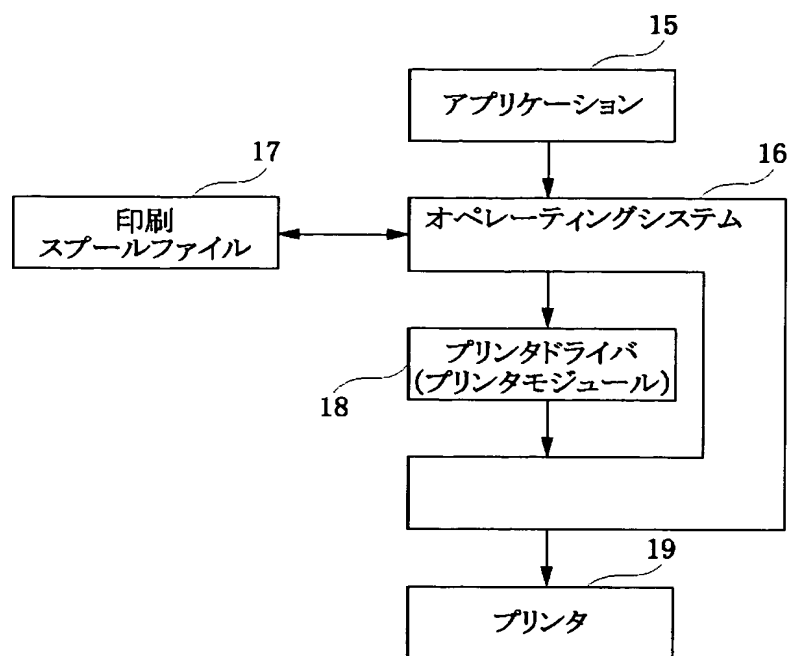 15
アプリケーション
17
16
印刷
スプールファイル
オペレーティングシステム
プリンタドライバ
(プリンタモジュール)
18
19
プリンタ